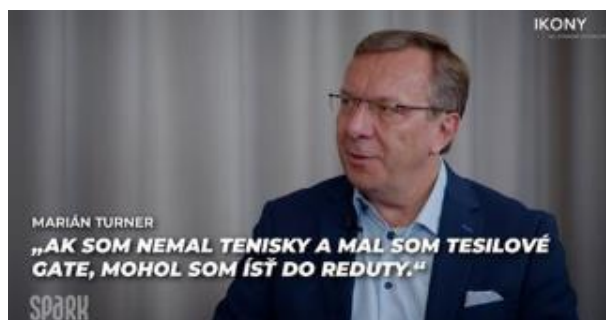 IKONY
MARIÁN TURNER
„AK SOM NEMAL TENISKY A MAL SOM TESILOVÉ
GATE, MOHOL SOM ÍSŤ DO REDUTY.“
SPARK